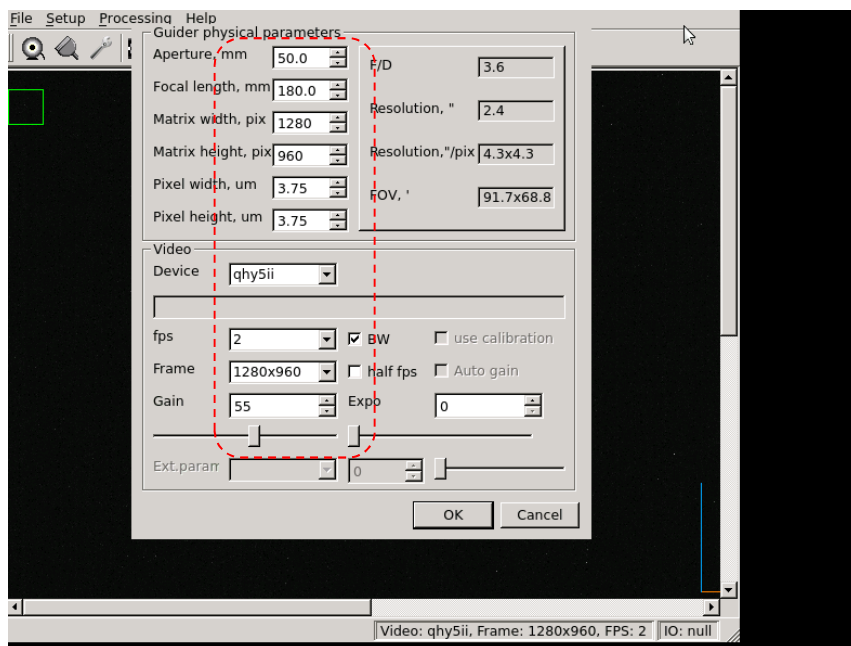 File Setup Processing Help
Guider physical parameters
Aperture, mm 50.0 F/D 3.6
Focal length, mm 180.0
Resolution, " 2.4
Matrix width, pix 1280
Matrix height, pix 960 Resolution,"/pix 4.3x4.3
Pixel width, um 3.75 FOV, ' 91.7x68.8
Pixel height, um 3.75
Video
Device qhy5ii
fps 2 BW use calibration
Frame 1280x960 half fps Auto gain
Gain 55 Expo 0
Ext.param 0
OK Cancel
Video: qhy5ii, Frame: 1280x960, FPS: 2 IO: null